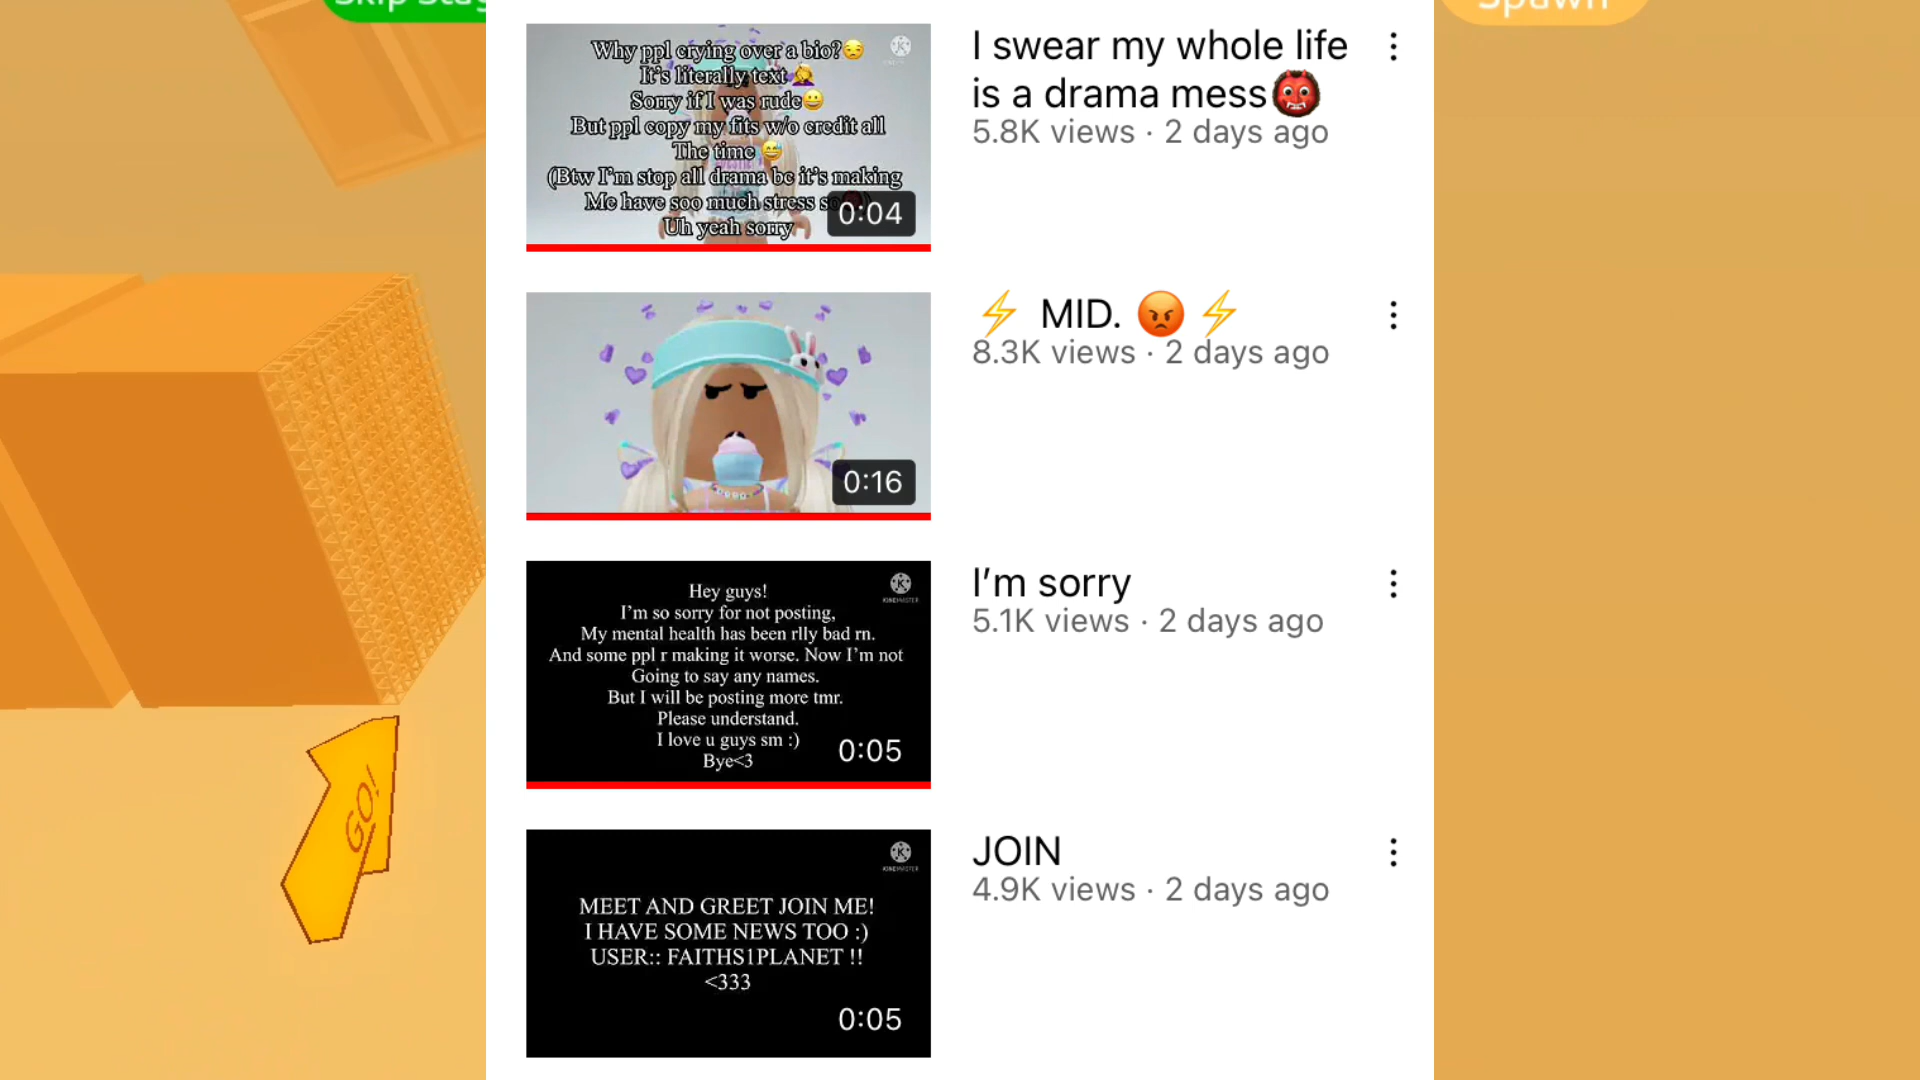 Skip Stag
Spawn
Why ppl crying over a bio?😒
It's literally text 🤦‍♀️
Sorry if I was rude😀
But ppl copy my fits w/o credit all
The time 😅
(Btw I'm stop all drama bc it's making
Me have soo much stress so
Uh yeah sorry
0:04
I swear my whole life
is a drama mess👹
5.8K views · 2 days ago
⚡ MID. 😡 ⚡
8.3K views · 2 days ago
0:16
Hey guys!
I'm so sorry for not posting,
My mental health has been rlly bad rn.
And some ppl r making it worse. Now I'm not
Going to say any names.
But I will be posting more tmr.
Please understand.
I love u guys sm :)
Bye<3
KINEMASTER
0:05
I'm sorry
5.1K views · 2 days ago
MEET AND GREET JOIN ME!
I HAVE SOME NEWS TOO :)
USER:: FAITHS1PLANET !!
<333
KINEMASTER
0:05
JOIN
4.9K views · 2 days ago
GO!